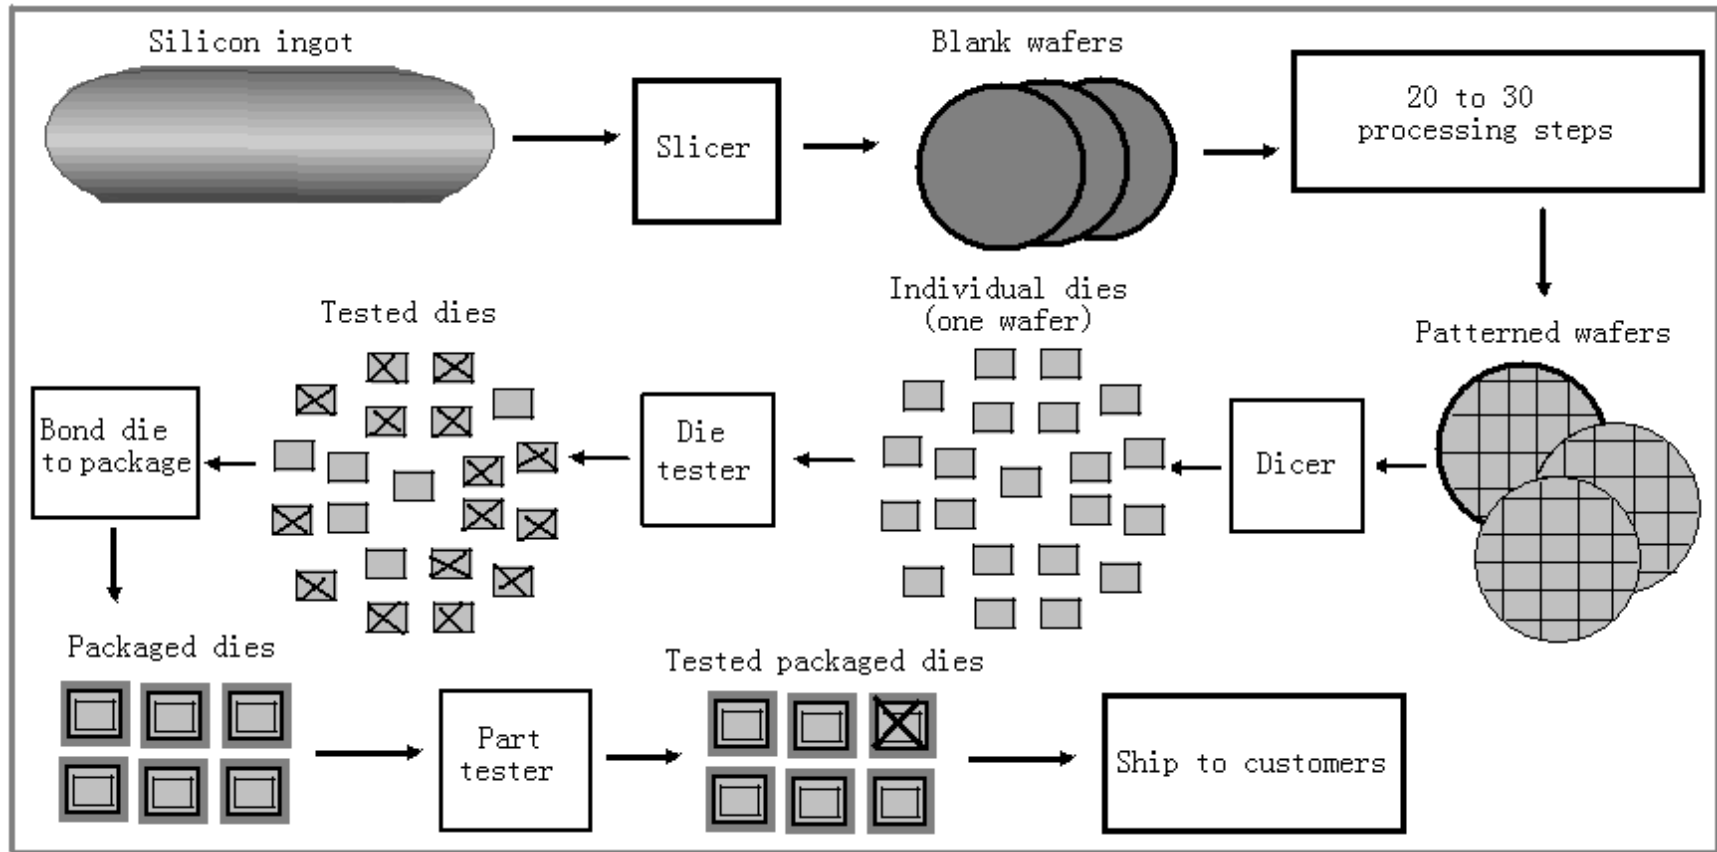 Silicon ingot
Slicer
Blank wafers
20 to 30
processing steps
Patterned wafers
Dicer
Individual dies
(one wafer)
Die
tester
Tested dies
Bond die
to package
Packaged dies
Part
tester
Tested packaged dies
Ship to customers